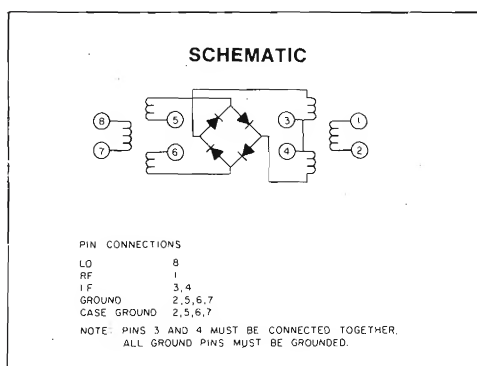 SCHEMATIC
8 5 3 1
7 6 4 2
PIN CONNECTIONS
LO 8
RF 1
IF 3,4
GROUND 2,5,6,7
CASE GROUND 2,5,6,7
NOTE: PINS 3 AND 4 MUST BE CONNECTED TOGETHER.
ALL GROUND PINS MUST BE GROUNDED.